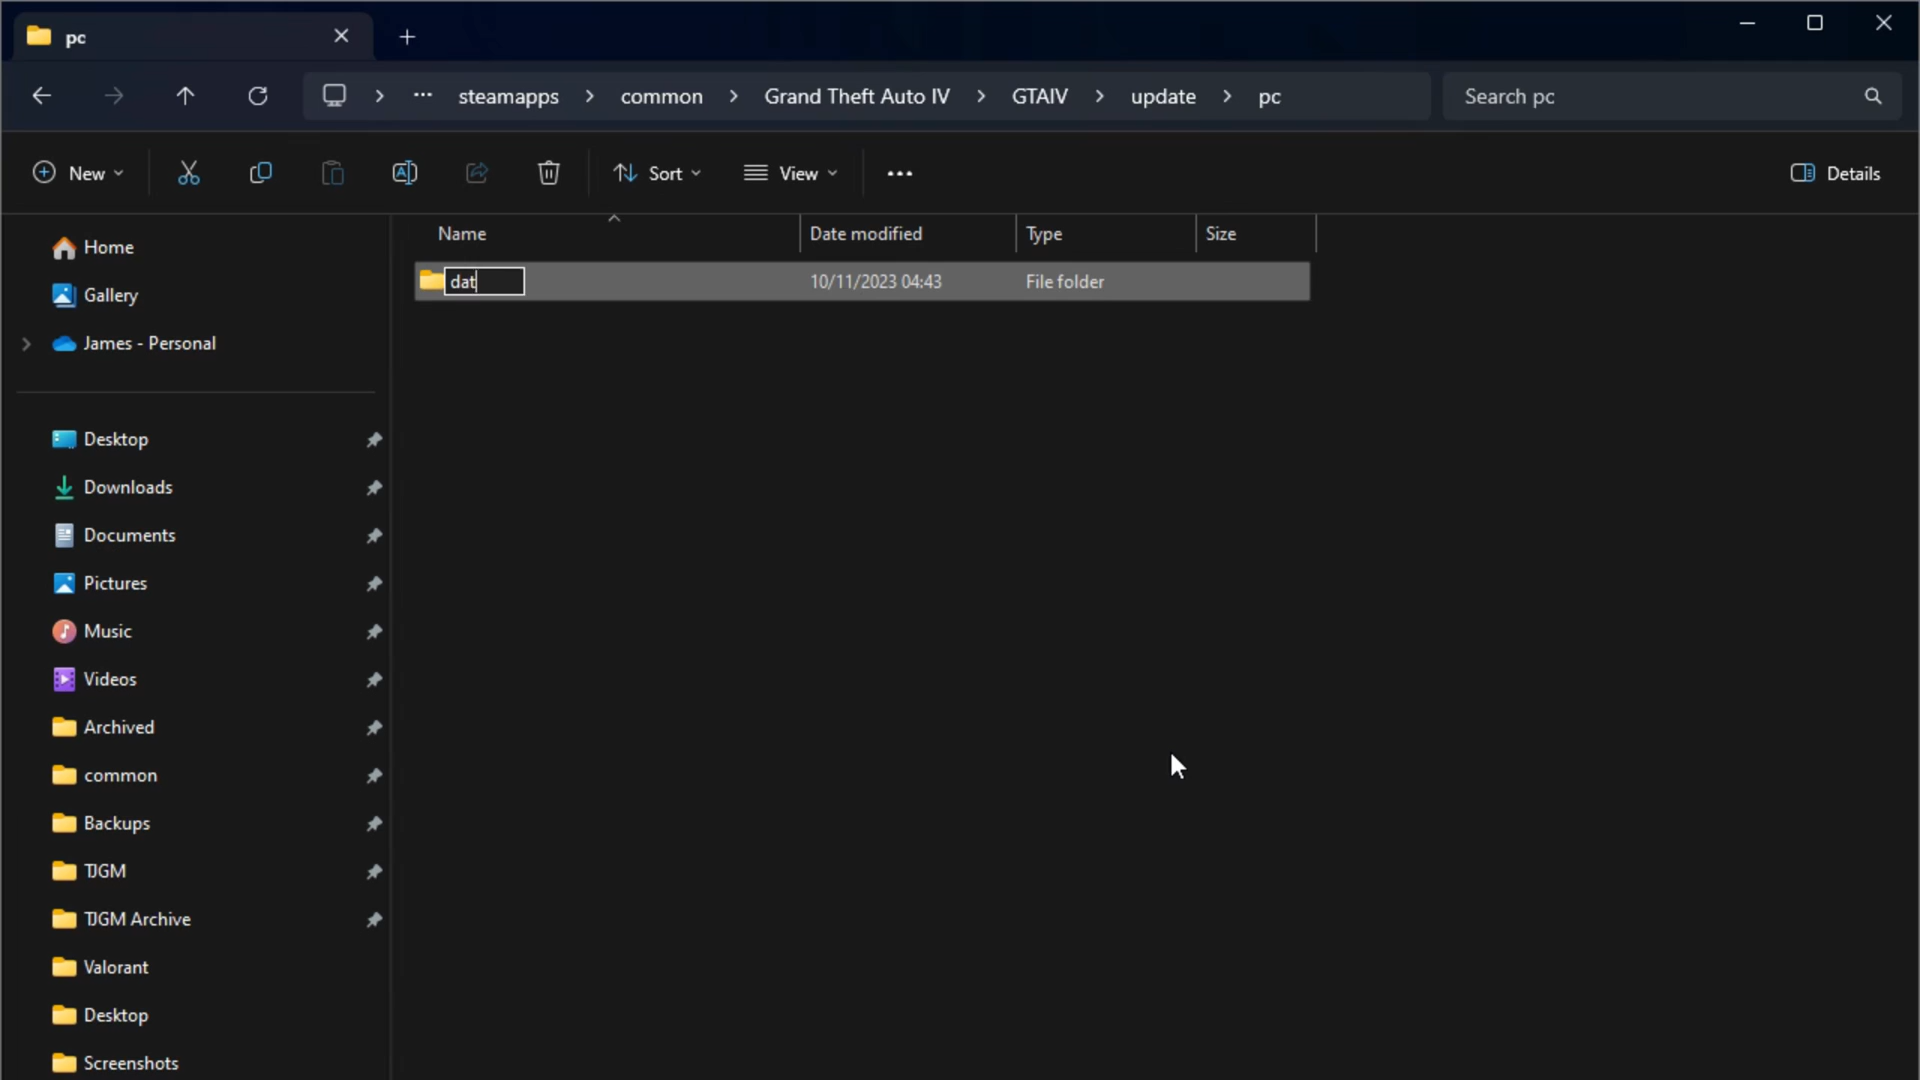 pc
steamapps > common > Grand Theft Auto IV > GTAIV > update > pc
Search pc
New
Sort
View
Details
Name
Date modified
Type
Size
dat
10/11/2023 04:43
File folder
Home
Gallery
James - Personal
Desktop
Downloads
Documents
Pictures
Music
Videos
Archived
common
Backups
TJGM
TJGM Archive
Valorant
Desktop
Screenshots